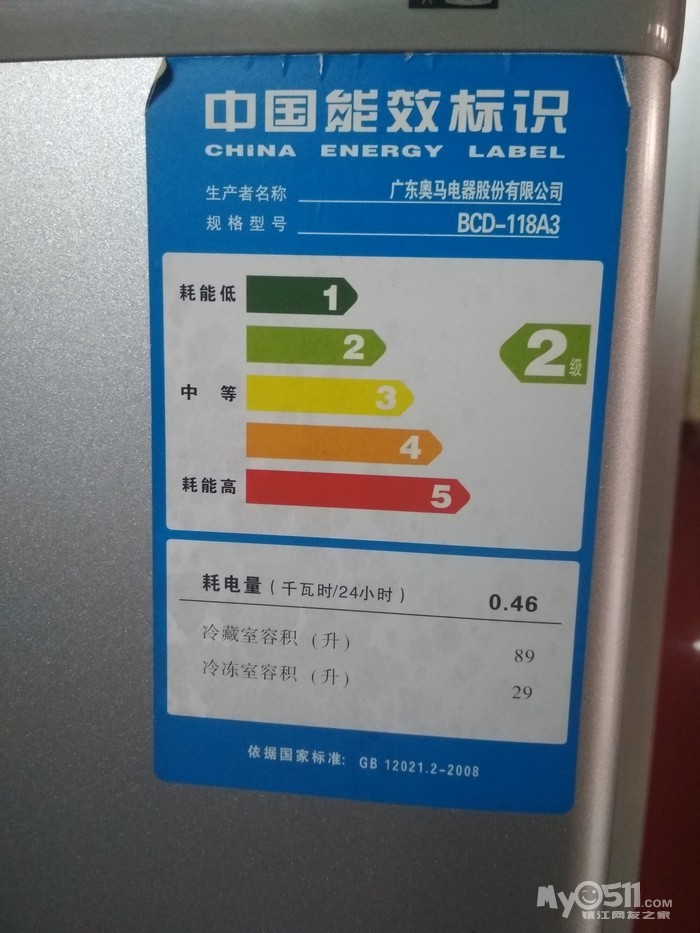 中国能效标识
CHINA ENERGY LABEL
生产者名称 广东奥马电器股份有限公司
规格型号 BCD-118A3
耗能低 1
2 2级
中等 3
4
耗能高 5
耗电量（千瓦时/24小时） 0.46
冷藏室容积（升） 89
冷冻室容积（升） 29
依据国家标准: GB 12021.2-2008
My0511.COM
镇江网友之家